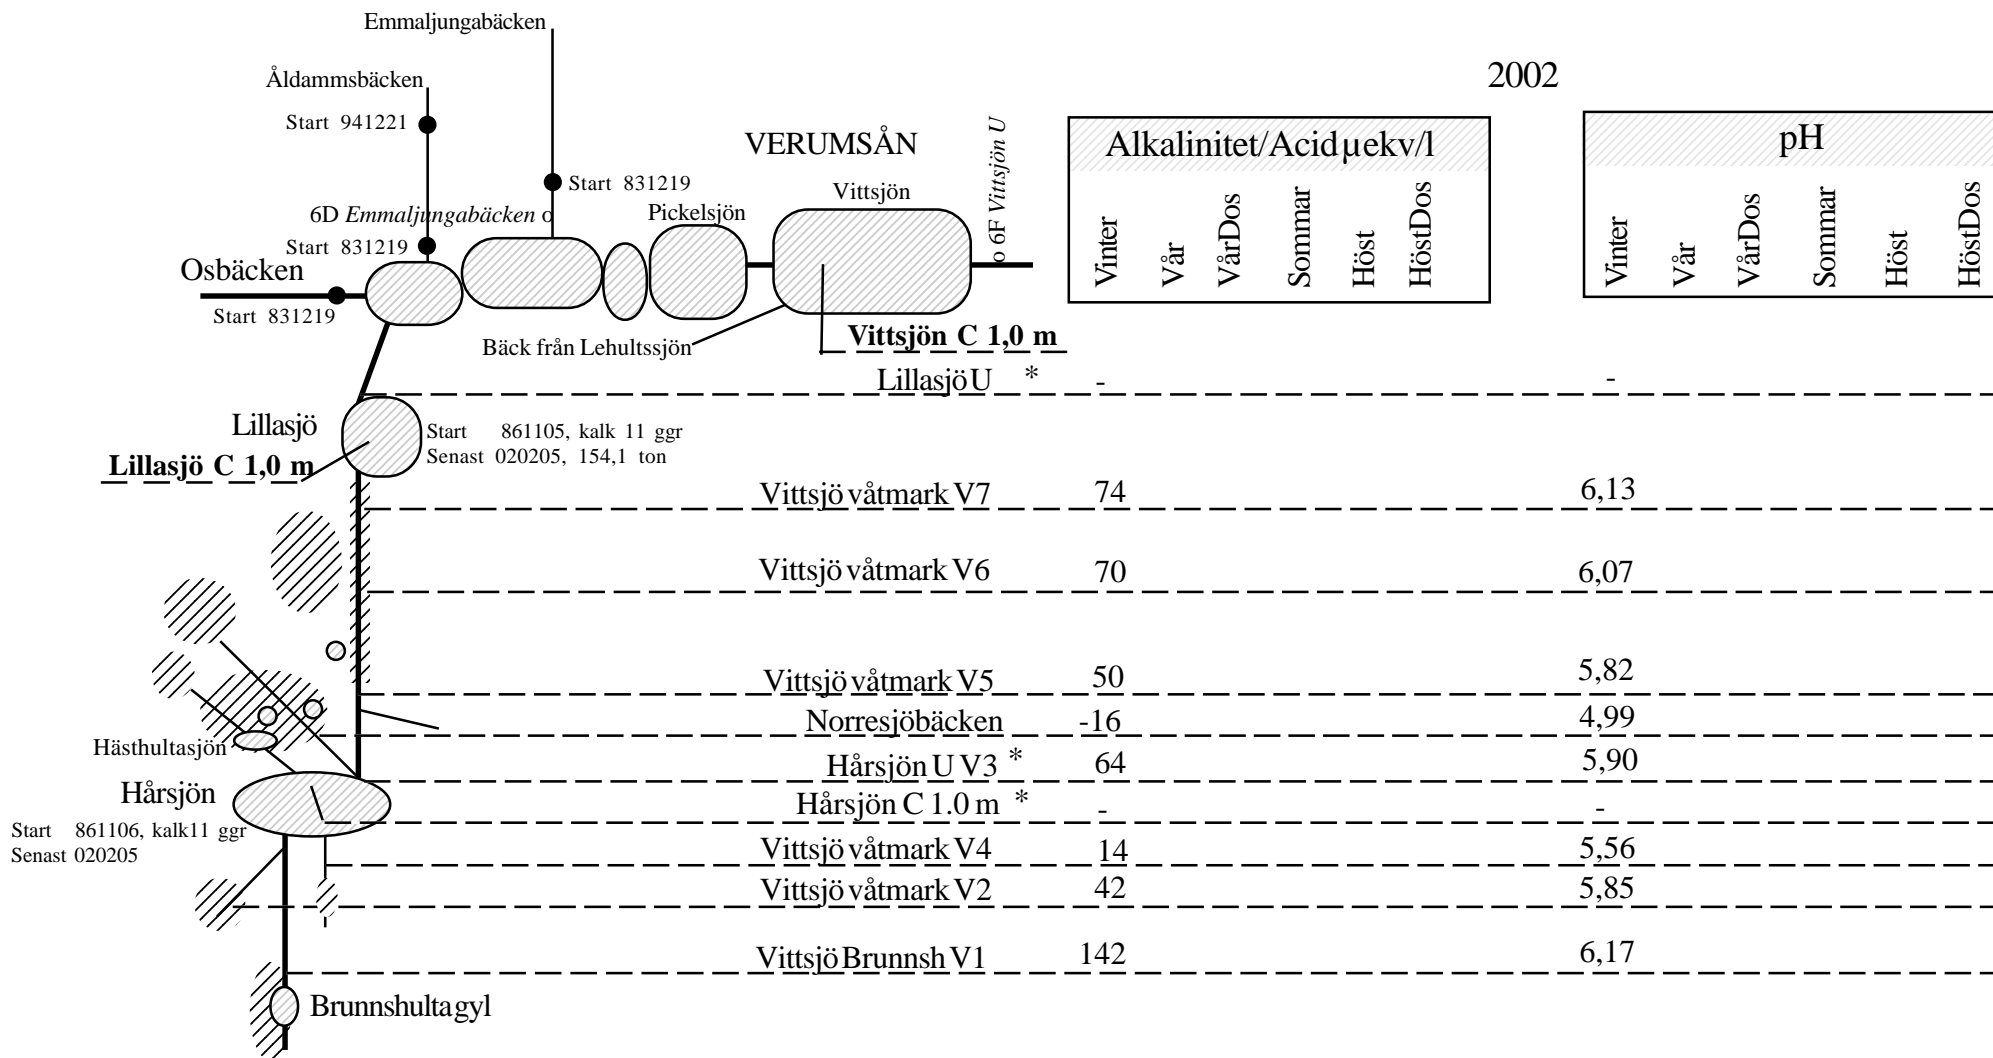 Emmaljungabäcken
2002
Åldammsbäcken
Start 941221
VERUMSÅN
o 6F Vittsjön U
Alkalinitet/Acid µekv/l
pH
Start 831219
Vittsjön
6D Emmaljungabäcken o
Pickelsjön
Start 831219
Vinter
Vår
VårDos
Sommar
Höst
HöstDos
Vinter
Vår
VårDos
Sommar
Höst
HöstDos
Osbäcken
Start 831219
Bäck från Lehultssjön
Vittsjön C 1,0 m
Lillasjö U * - -
Lillasjö
Start 861105, kalk 11 ggr
Senast 020205, 154,1 ton
Lillasjö C 1,0 m
Vittsjö våtmark V7 74 6,13
Vittsjö våtmark V6 70 6,07
Vittsjö våtmark V5 50 5,82
Norresjöbäcken -16 4,99
Hästhultasjön
Hårsjön U V3 * 64 5,90
Hårsjön
Hårsjön C 1.0 m * - -
Start 861106, kalk11 ggr
Senast 020205
Vittsjö våtmark V4 14 5,56
Vittsjö våtmark V2 42 5,85
Vittsjö Brunnsh V1 142 6,17
Brunnshultagyl